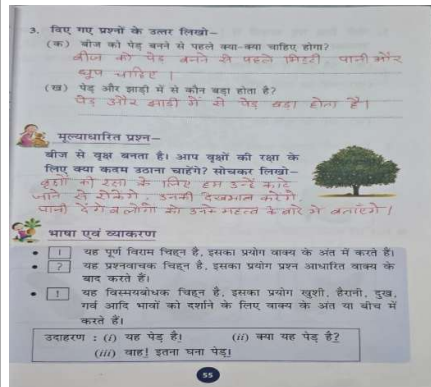 3. दिए गए प्रश्नों के उत्तर लिखो–
(क) बीज को पेड़ बनने से पहले क्या-क्या चाहिए होगा?
बीज को पेड़ बनने से पहले मिट्टी, पानी और
धूप चाहिए ।
(ख) पेड़ और झाड़ी में से कौन बड़ा होता है?
पेड़ और झाड़ी में से पेड़ बड़ा होता है।
मूल्याधारित प्रश्न–
बीज से वृक्ष बनता है। आप वृक्षों की रक्षा के
लिए क्या कदम उठाना चाहेंगे? सोचकर लिखो–
वृक्षों की रक्षा के लिए हम उन्हें काटे
जाने से रोकेंगे, उनकी देखभाल करेंगे,
पानी देंगे व लोगों को उनके महत्व के बारे में बताएंगे।
भाषा एवं व्याकरण
• । यह पूर्ण विराम चिह्न है, इसका प्रयोग वाक्य के अंत में करते हैं।
• ? यह प्रश्नवाचक चिह्न है, इसका प्रयोग प्रश्न आधारित वाक्य के
बाद करते हैं।
• ! यह विस्मयबोधक चिह्न है, इसका प्रयोग खुशी, हैरानी, दुख,
गर्व आदि भावों को दर्शाने के लिए वाक्य के अंत या बीच में
करते हैं।
उदाहरण : (i) यह पेड़ है। (ii) क्या यह पेड़ है?
(iii) वाह! इतना घना पेड़!
55